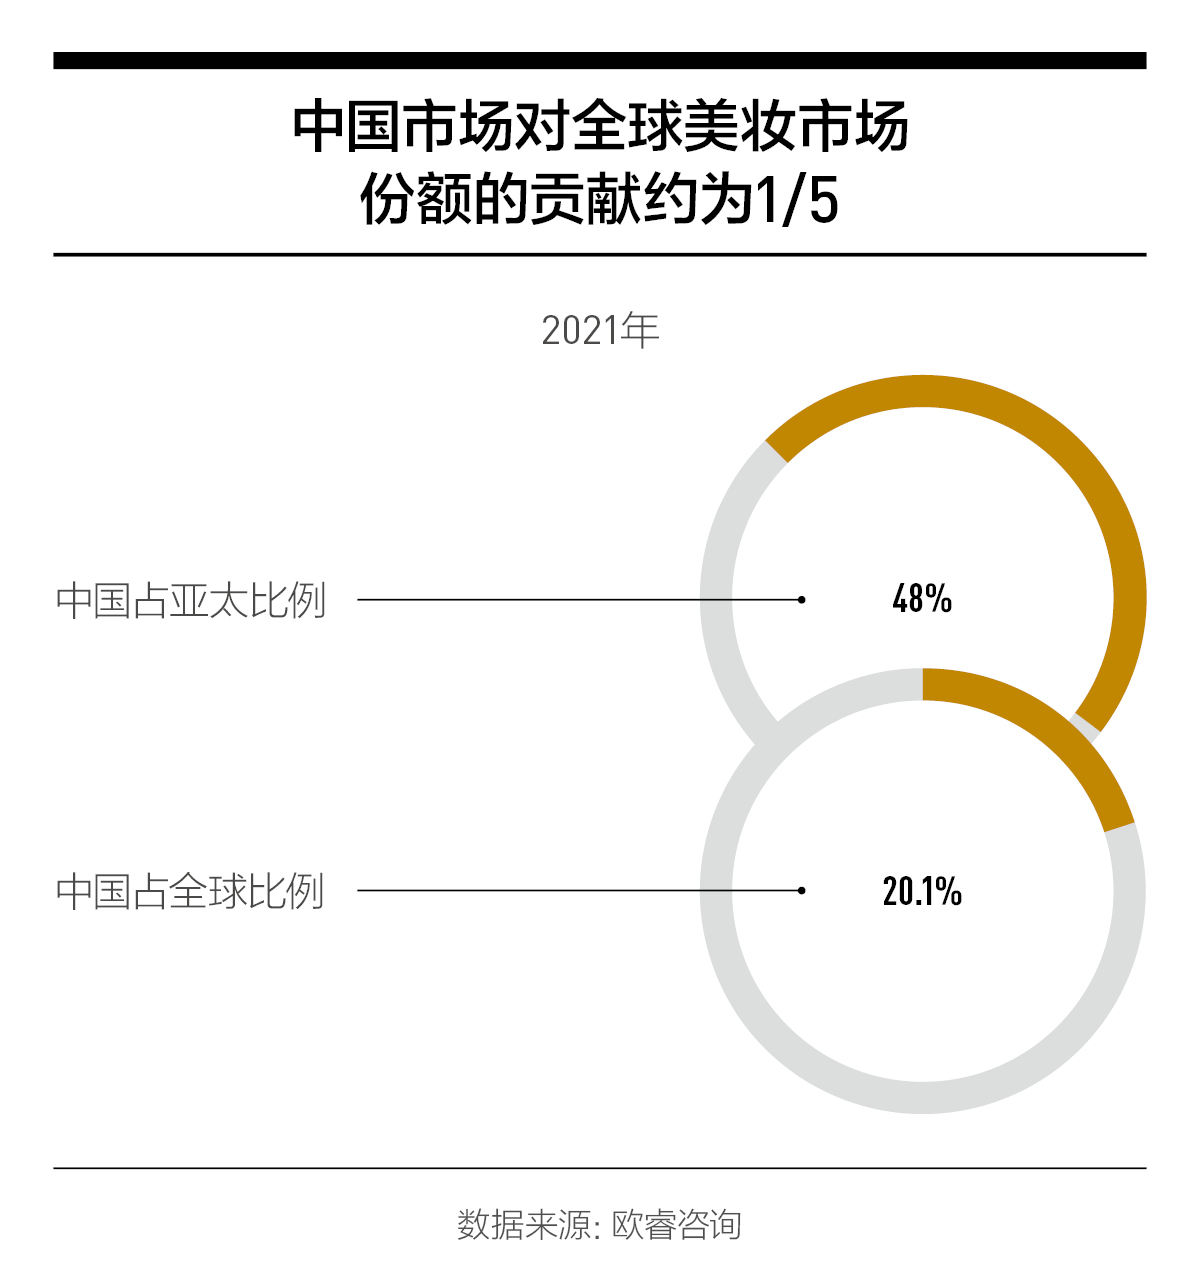 中国市场对全球美妆市场
份额的贡献约为1/5
2021年
中国占亚太比例
48%
中国占全球比例
20.1%
数据来源：欧睿咨询